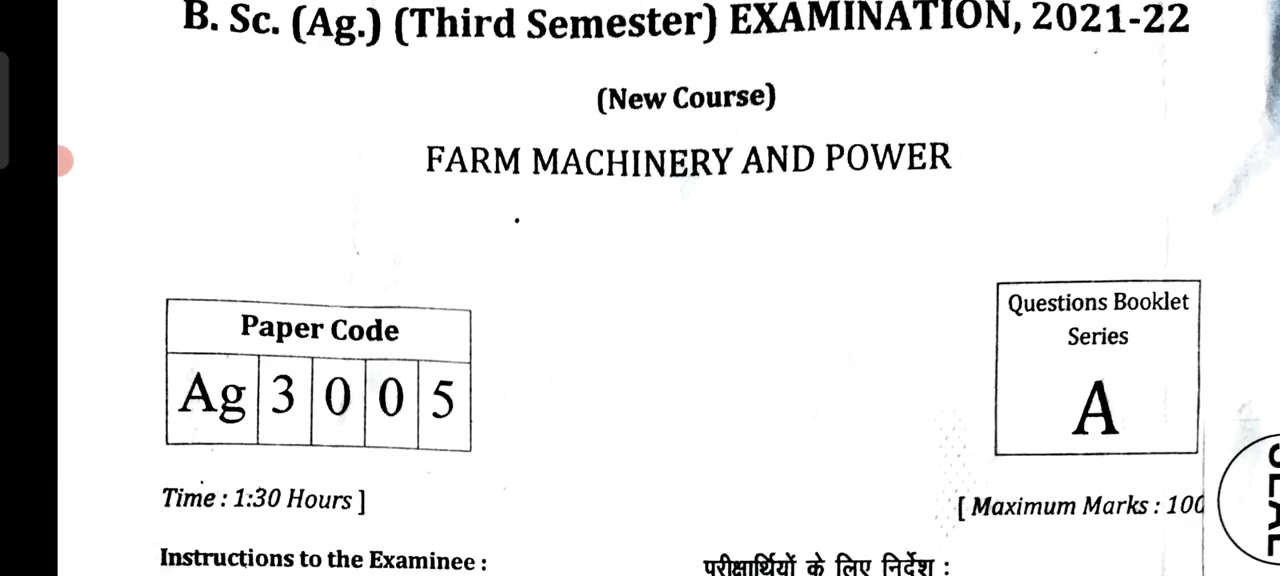 B. Sc. (Ag.) (Third Semester) EXAMINATION, 2021-22
(New Course)
FARM MACHINERY AND POWER
Paper Code
Ag 3 0 0 5
Questions Booklet
Series
A
Time : 1:30 Hours ]
[ Maximum Marks : 100
Instructions to the Examinee :
परीक्षार्थियों के लिए निर्देश :